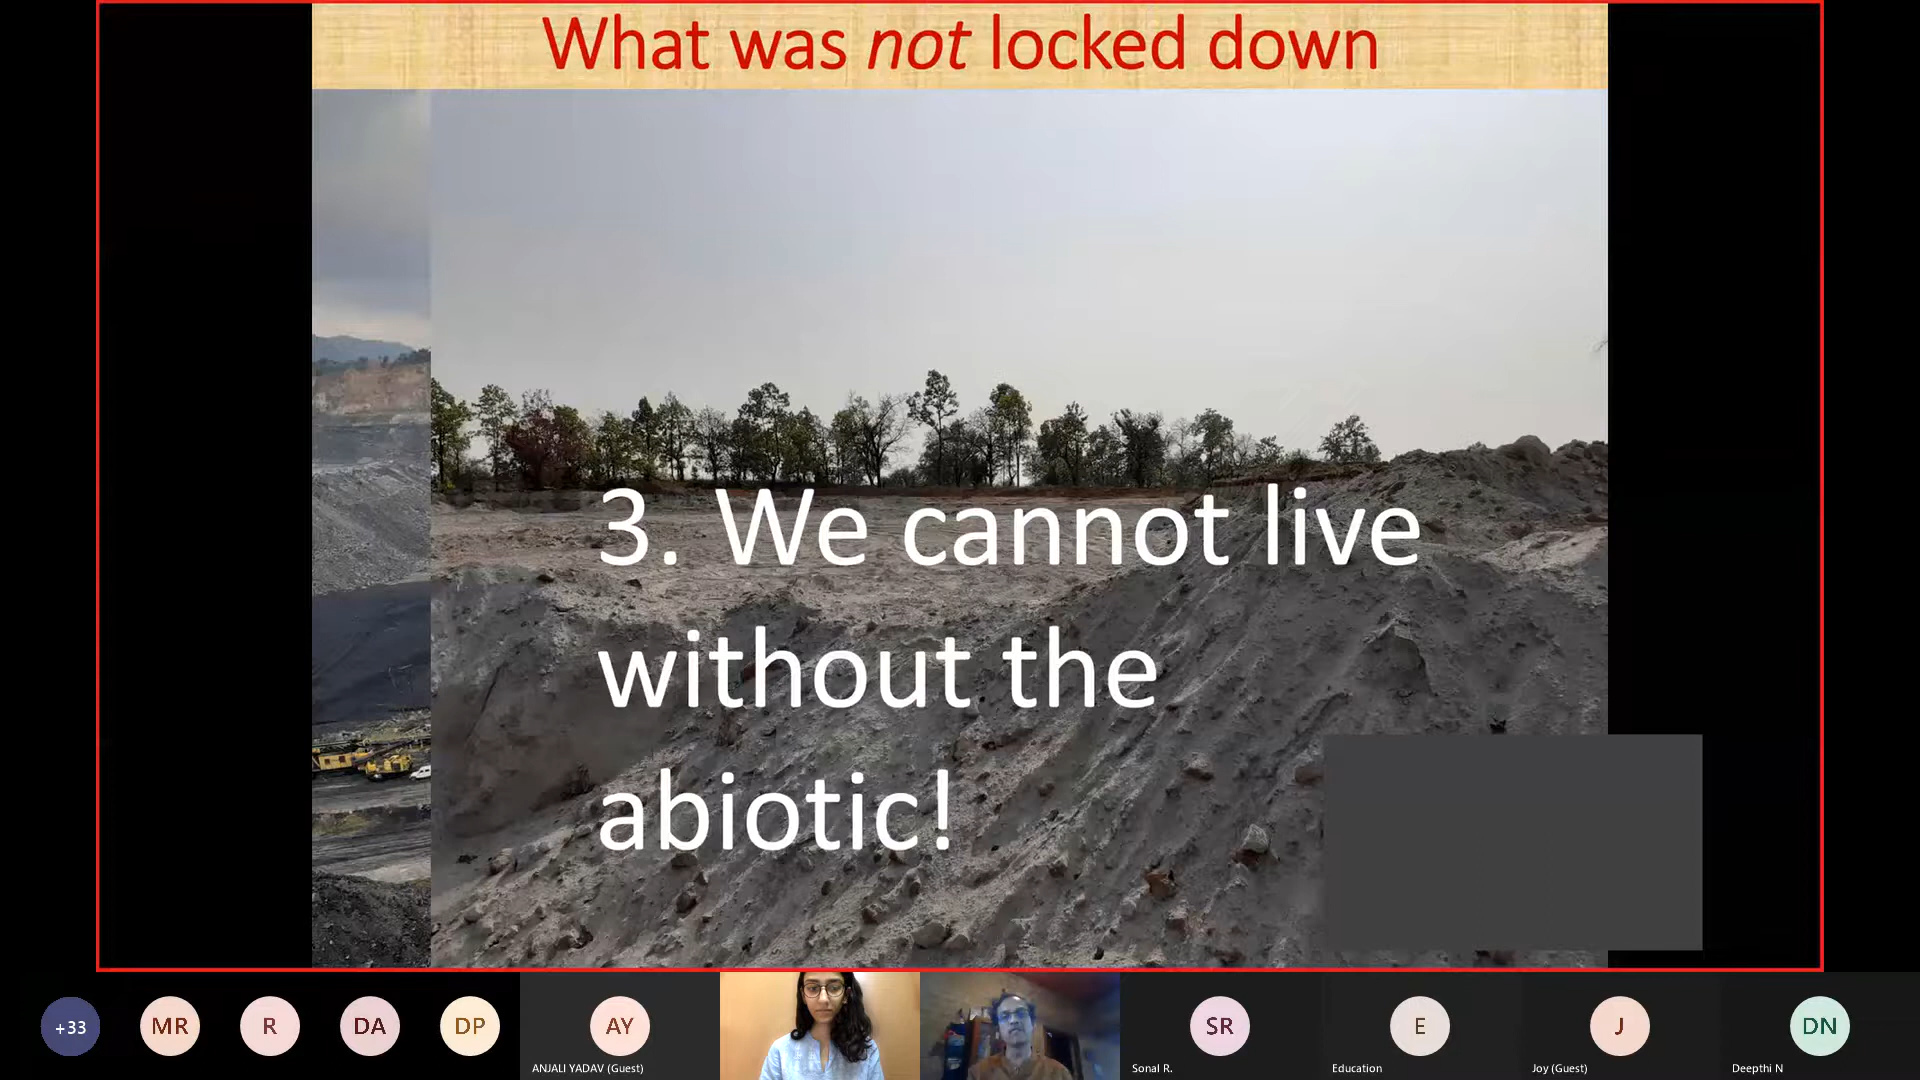 What was not locked down
3. We cannot live
without the
abiotic!
+33
MR
R
DA
DP
AY
ANJALI YADAV (Guest)
SR
Sonal R.
E
Education
J
Joy (Guest)
DN
Deepthi N